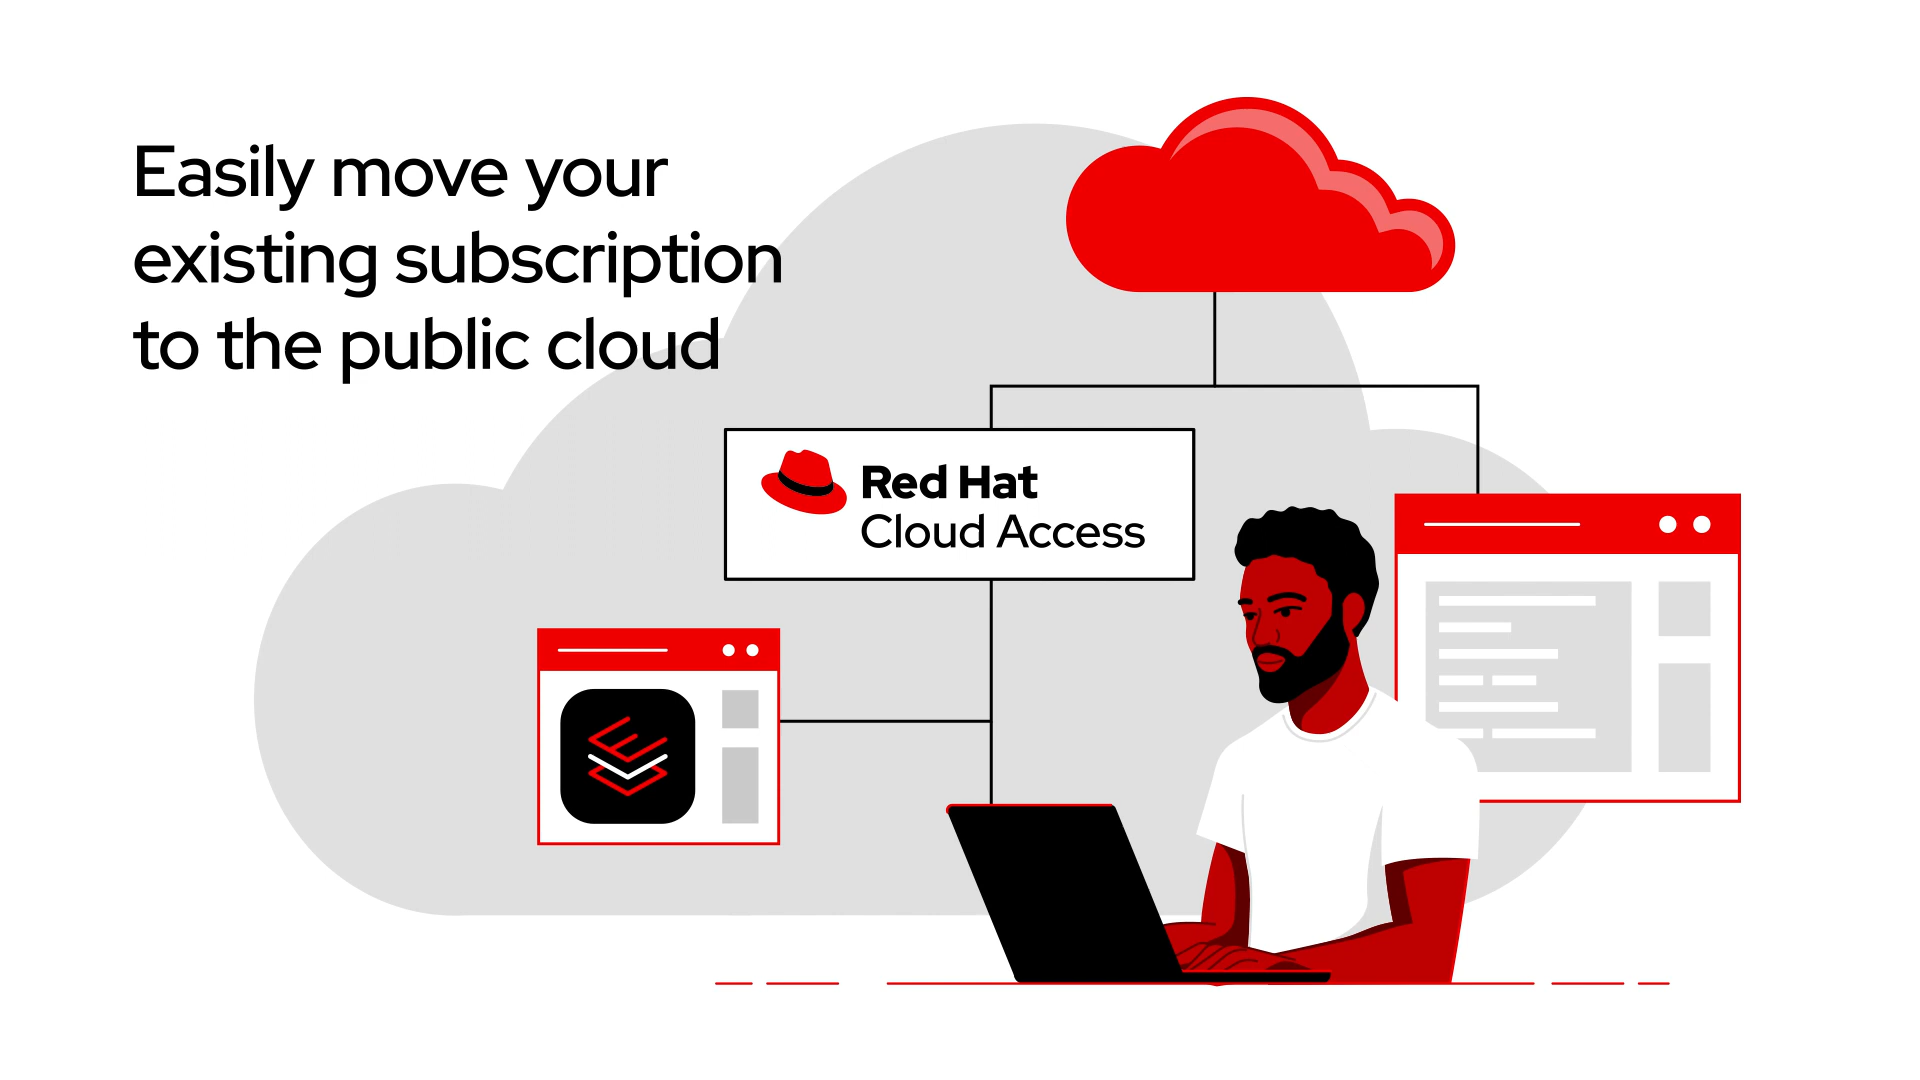 Easily move your
existing subscription
to the public cloud
Red Hat
Cloud Access